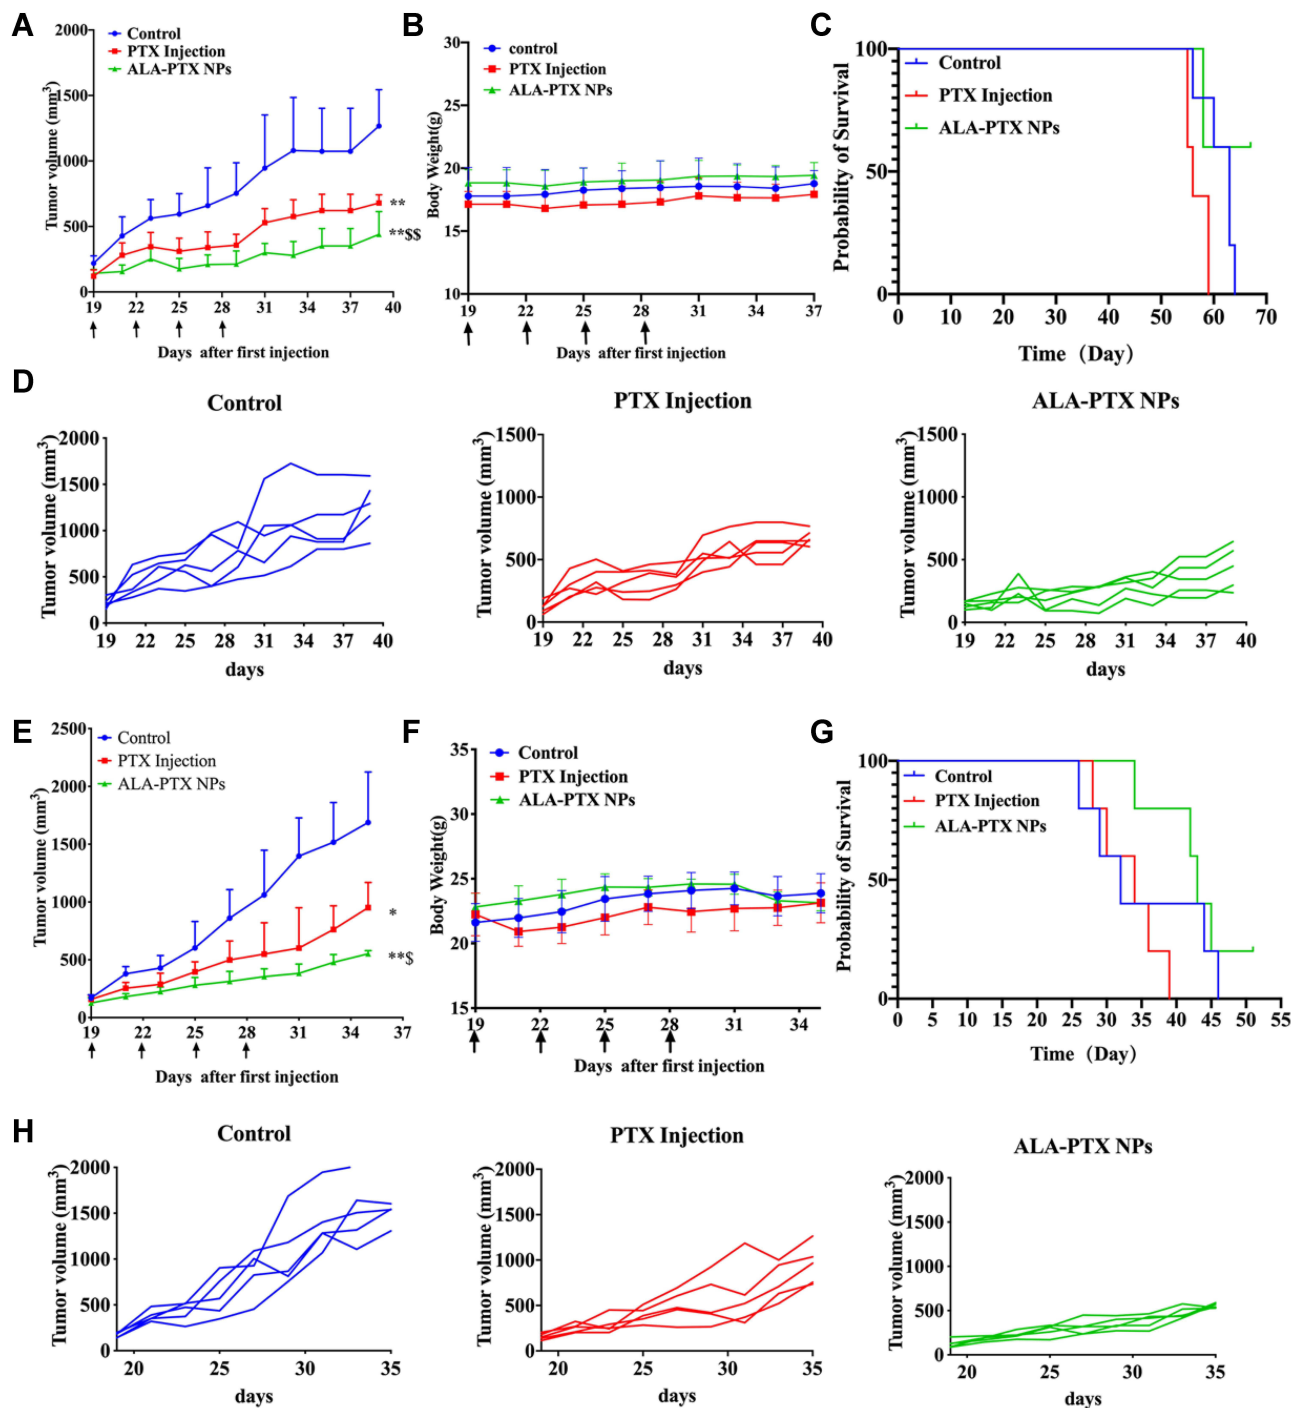 A
Tumor volume (mm3)
2000
1500
1000
500
0
Control
PTX Injection
ALA-PTX NPs
**
**$$
19 22 25 28 31 34 37 40
Days after first injection
B
Body Weight(g)
30
25
20
15
10
control
PTX Injection
ALA-PTX NPs
19 22 25 28 31 34 37
Days after first injection
C
Probability of Survival
100
50
0
Control
PTX Injection
ALA-PTX NPs
0 10 20 30 40 50 60 70
Time（Day）
D
Control
Tumor volume (mm3)
2000
1500
1000
500
0
19 22 25 28 31 34 37 40
days
PTX Injection
Tumor volume (mm3)
1500
1000
500
0
19 22 25 28 31 34 37 40
days
ALA-PTX NPs
Tumor volume (mm3)
1500
1000
500
0
19 22 25 28 31 34 37 40
days
E
Tumor volume (mm3)
2500
2000
1500
1000
500
0
Control
PTX Injection
ALA-PTX NPs
*
**$
19 22 25 28 31 34 37
Days after first injection
F
Body Weight(g)
35
30
25
20
15
Control
PTX Injection
ALA-PTX NPs
19 22 25 28 31 34
Days after first injection
G
Probability of Survival
100
50
0
Control
PTX Injection
ALA-PTX NPs
0 5 10 15 20 25 30 35 40 45 50 55
Time（Day）
H
Control
Tumor volume (mm3)
2000
1500
1000
500
0
20 25 30 35
days
PTX Injection
Tumor volume (mm3)
2000
1500
1000
500
0
20 25 30 35
days
ALA-PTX NPs
Tumor volume (mm3)
2000
1500
1000
500
0
20 25 30 35
days